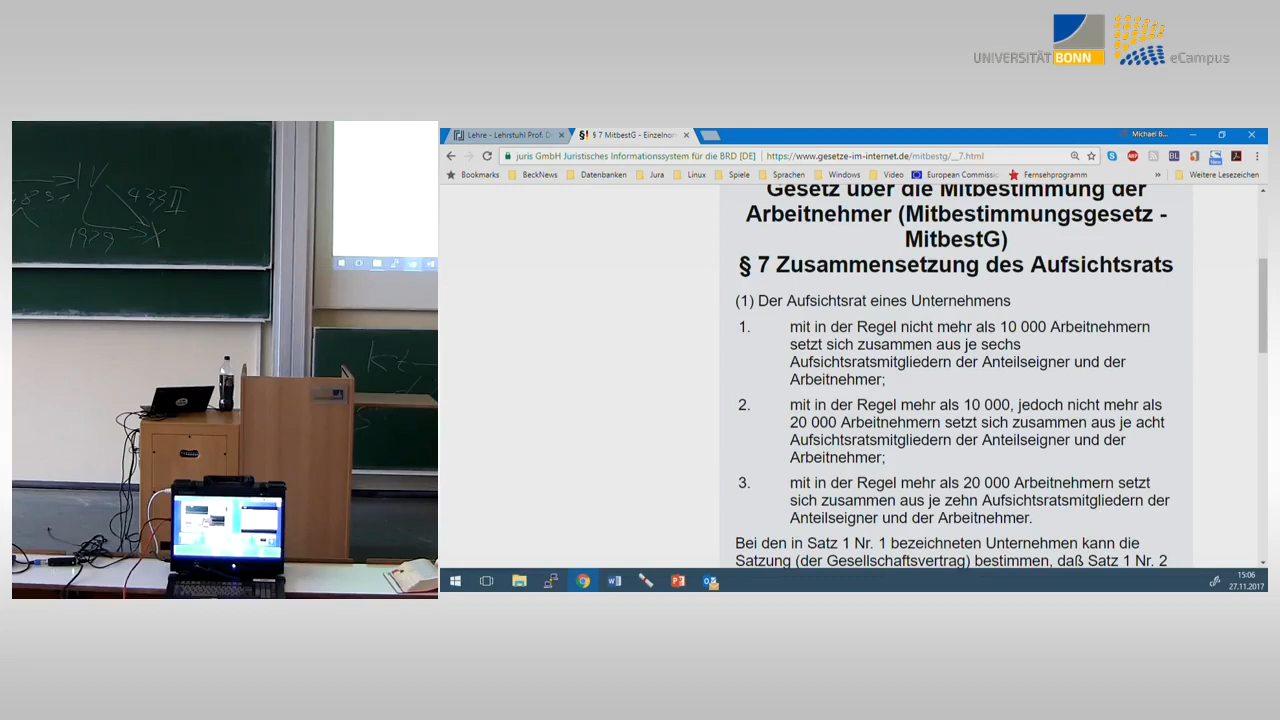 UNIVERSITÄT BONN
eCampus
433 II
1929
kt
Lehre - Lehrstuhl Prof. D
§ 7 MitbestG - Einzelno
Michael B...
juris GmbH Juristisches Informationssystem für die BRD [DE]
https://www.gesetze-im-internet.de/mitbestg/__7.html
Bookmarks
BeckNews
Datenbanken
Jura
Linux
Spiele
Sprachen
Windows
Video
European Commissi
Fernsehprogramm
»
Weitere Lesezeichen
Gesetz über die Mitbestimmung der
Arbeitnehmer (Mitbestimmungsgesetz -
MitbestG)
§ 7 Zusammensetzung des Aufsichtsrats
(1) Der Aufsichtsrat eines Unternehmens
1. mit in der Regel nicht mehr als 10 000 Arbeitnehmern
setzt sich zusammen aus je sechs
Aufsichtsratsmitgliedern der Anteilseigner und der
Arbeitnehmer;
2. mit in der Regel mehr als 10 000, jedoch nicht mehr als
20 000 Arbeitnehmern setzt sich zusammen aus je acht
Aufsichtsratsmitgliedern der Anteilseigner und der
Arbeitnehmer;
3. mit in der Regel mehr als 20 000 Arbeitnehmern setzt
sich zusammen aus je zehn Aufsichtsratsmitgliedern der
Anteilseigner und der Arbeitnehmer.
Bei den in Satz 1 Nr. 1 bezeichneten Unternehmen kann die
Satzung (der Gesellschaftsvertrag) bestimmen, daß Satz 1 Nr. 2
15:06
27.11.2017